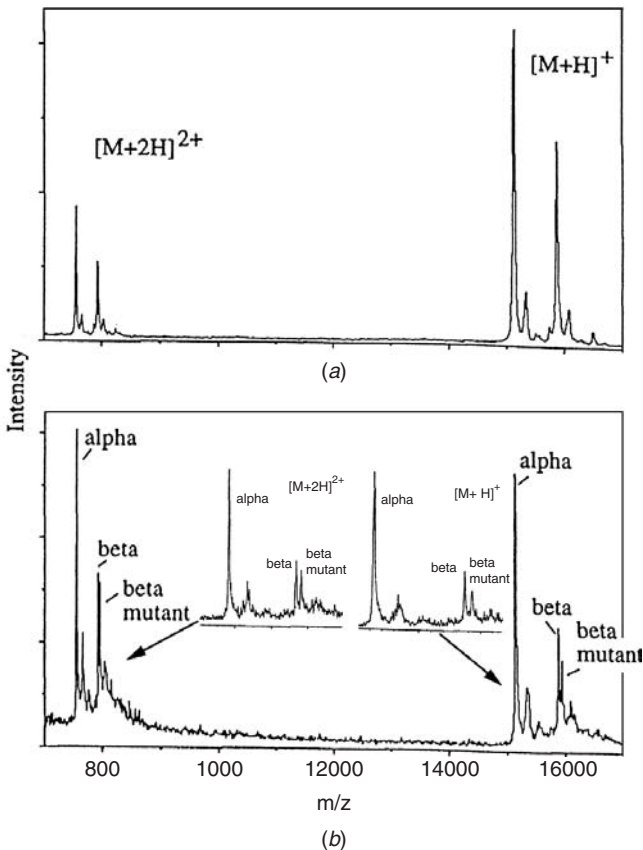 [M+2H]2+
[M+H]+
(a)
Intensity
alpha
beta
beta
mutant
alpha
[M+2H]2+
beta
beta
mutant
alpha
[M+ H]+
beta
beta
mutant
alpha
beta
beta
mutant
800
1000
12000
14000
16000
m/z
(b)